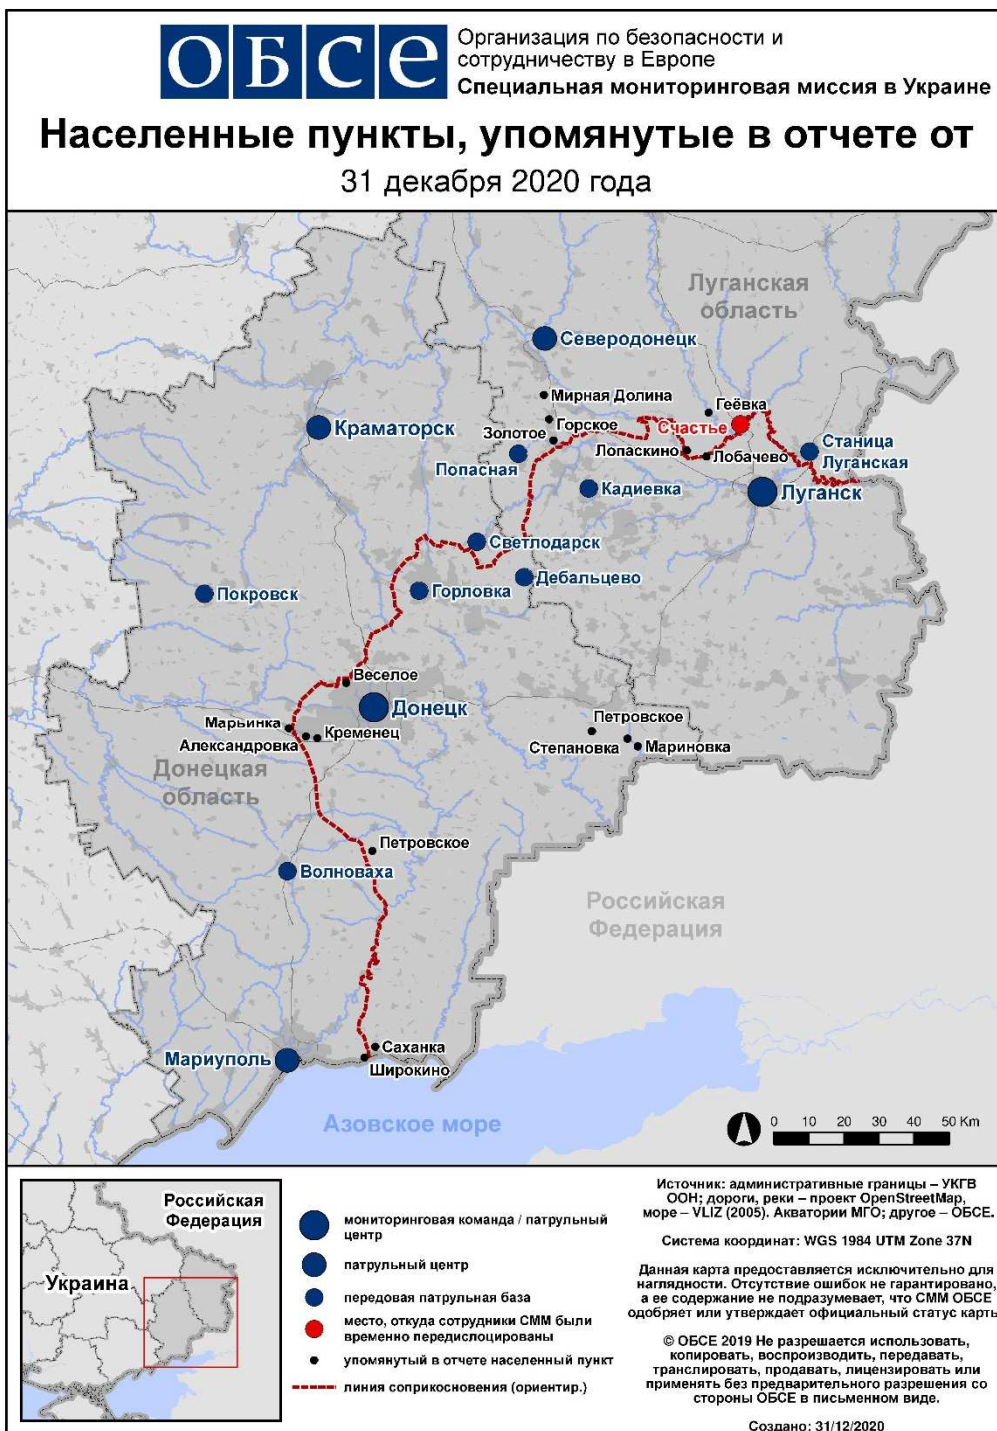 ОБСЕ
Организация по безопасности и
сотрудничеству в Европе
Специальная мониторинговая миссия в Украине
Населенные пункты, упомянутые в отчете от
31 декабря 2020 года
Луганская
область
Северодонецк
Мирная Долина
Геёвка
Краматорск
Горское
Счастье
Золотое
Станица
Луганская
Попасная
Лопаскино
Лобачево
Кадиевка
Луганск
Светлодарск
Дебальцево
Покровск
Горловка
Веселое
Донецк
Марьинка
Петровское
Александровка
Кременец
Степановка
Мариновка
Донецкая
область
Петровское
Волноваха
Российская
Федерация
Саханка
Мариуполь
Широкино
Азовское море
0 10 20 30 40 50 Km
Российская
Федерация
Украина
мониторинговая команда / патрульный
центр
патрульный центр
передовая патрульная база
место, откуда сотрудники СММ были
временно передислоцированы
упомянутый в отчете населенный пункт
линия соприкосновения (ориентир.)
Источник: административные границы – УКГВ
ООН; дороги, реки – проект OpenStreetMap,
море – VLIZ (2005). Акватории МГО; другое – ОБСЕ.
Система координат: WGS 1984 UTM Zone 37N
Данная карта предоставляется исключительно для
наглядности. Отсутствие ошибок не гарантировано,
а ее содержание не подразумевает, что СММ ОБСЕ
одобряет или утверждает официальный статус карты
© ОБСЕ 2019 Не разрешается использовать,
копировать, воспроизводить, передавать,
транслировать, продавать, лицензировать или
применять без предварительного разрешения со
стороны ОБСЕ в письменном виде.
Создано: 31/12/2020